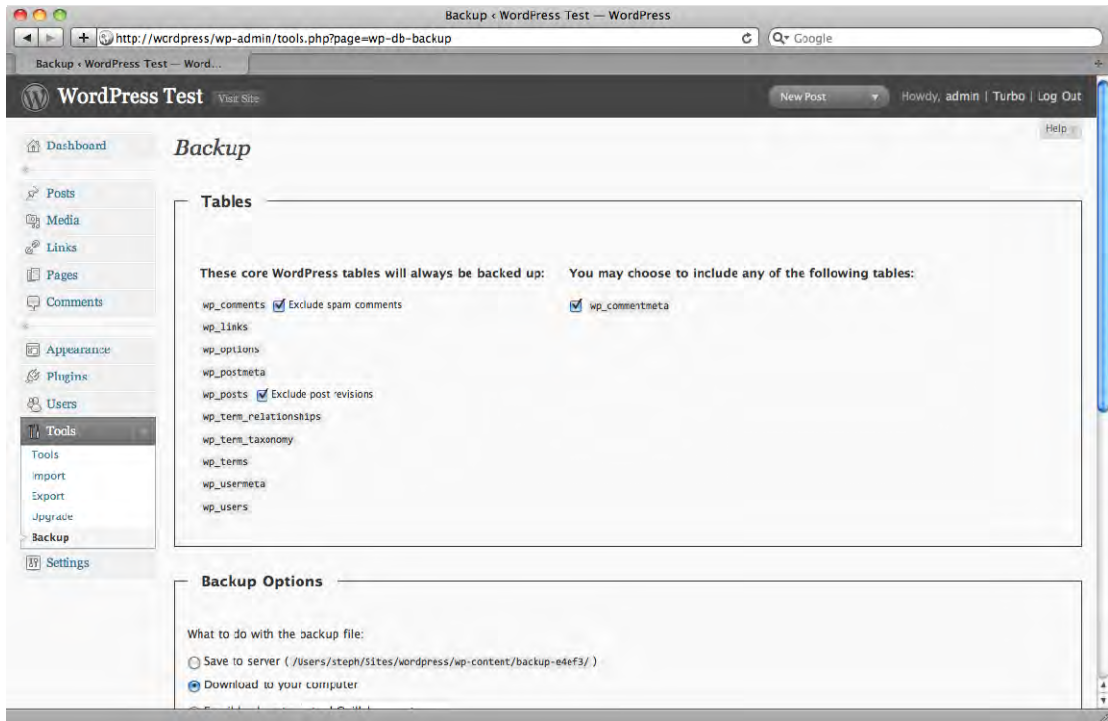 Backup ‹ WordPress Test — WordPress
http://wordpress/wp-admin/tools.php?page=wp-db-backup
Google
Backup ‹ WordPress Test — Word...
WordPress Test Visit Site
New Post
Howdy, admin | Turbo | Log Out
Help
Dashboard
Posts
Media
Links
Pages
Comments
Appearance
Plugins
Users
Tools
Tools
Import
Export
Upgrade
Backup
Settings
Backup
Tables
These core WordPress tables will always be backed up:
wp_comments Exclude spam comments
wp_links
wp_options
wp_postmeta
wp_posts Exclude post revisions
wp_term_relationships
wp_term_taxonomy
wp_terms
wp_usermeta
wp_users
You may choose to include any of the following tables:
wp_commentmeta
Backup Options
What to do with the backup file:
Save to server ( /Users/steph/Sites/wordpress/wp-content/backup-e4ef3/ )
Download to your computer